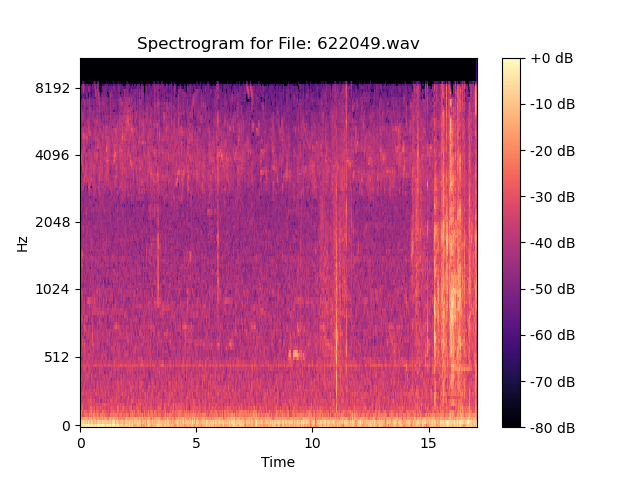 Spectrogram for File: 622049.wav
8192
4096
2048
1024
512
0
Hz
0
5
10
15
Time
+0 dB
-10 dB
-20 dB
-30 dB
-40 dB
-50 dB
-60 dB
-70 dB
-80 dB